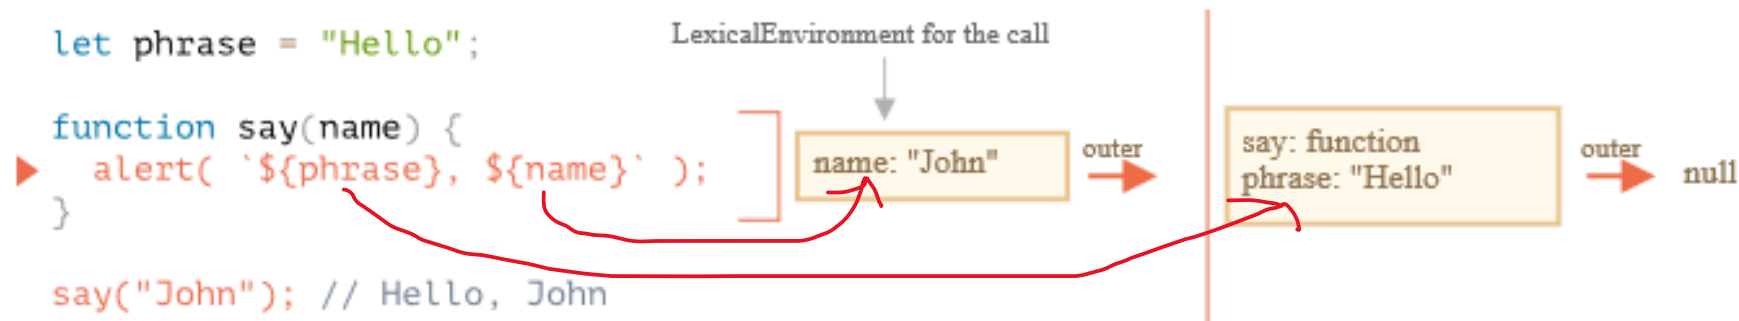 let phrase = "Hello";
function say(name) {
alert( `${phrase}, ${name}` );
}
say("John"); // Hello, John
LexicalEnvironment for the call
name: "John"
outer
say: function
phrase: "Hello"
outer
null